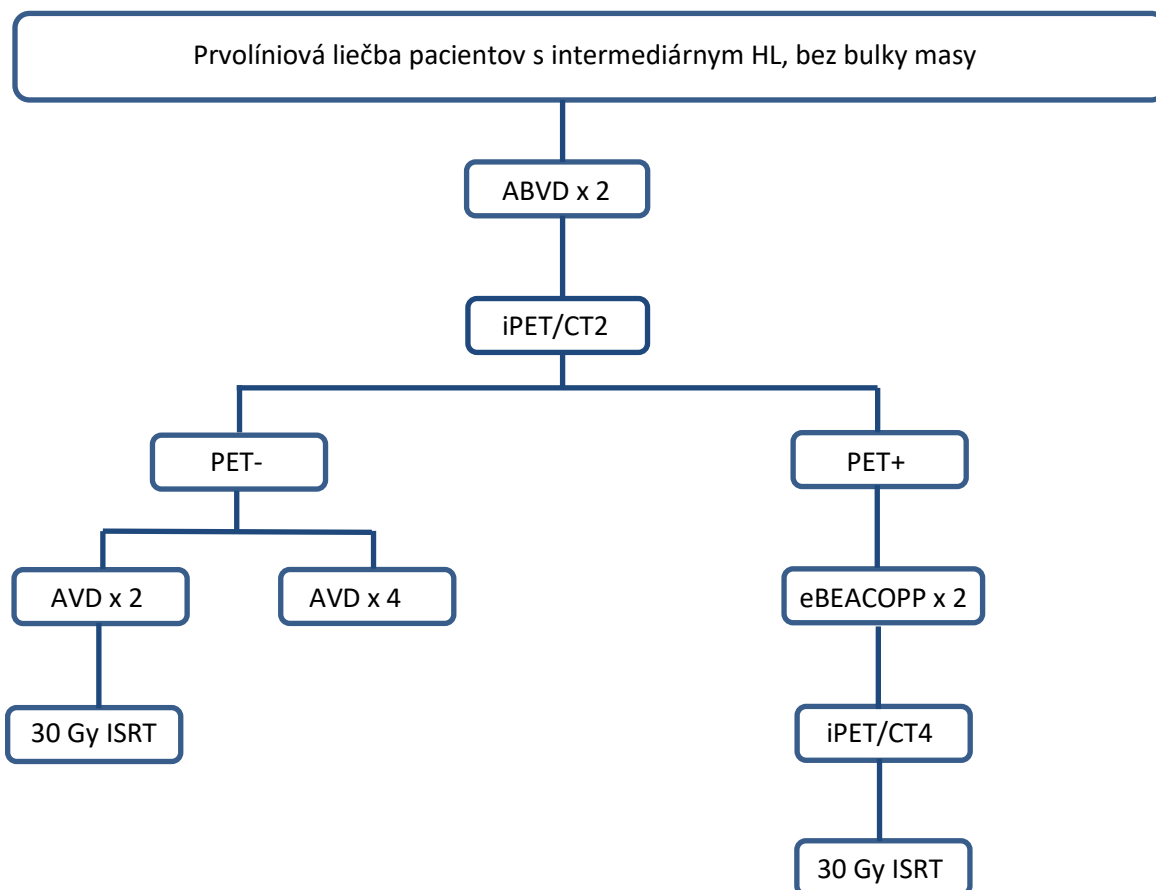 Prvolíniová liečba pacientov s intermediárnym HL, bez bulky masy
ABVD x 2
iPET/CT2
PET-
PET+
AVD x 2
AVD x 4
eBEACOPP x 2
30 Gy ISRT
iPET/CT4
30 Gy ISRT